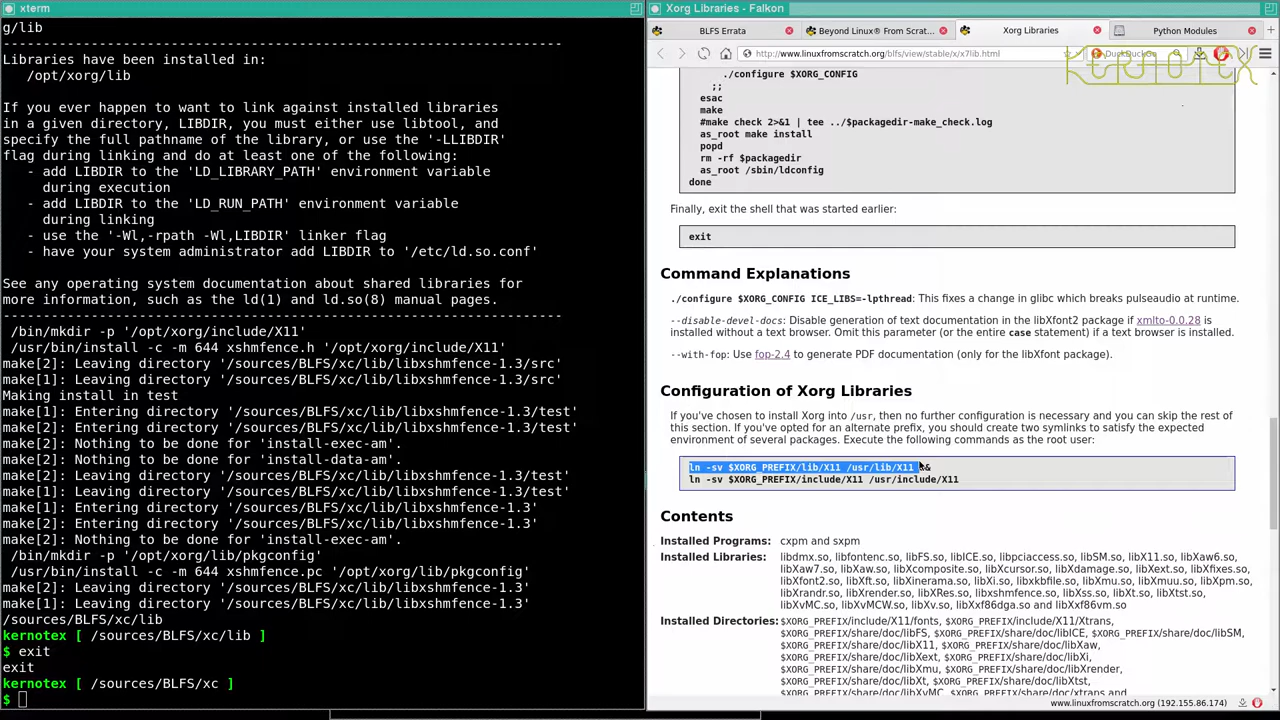 xterm
g/lib
----------------------------------------------------------------------
Libraries have been installed in:
   /opt/xorg/lib
If you ever happen to want to link against installed libraries
in a given directory, LIBDIR, you must either use libtool, and
specify the full pathname of the library, or use the '-LLIBDIR'
flag during linking and do at least one of the following:
   - add LIBDIR to the 'LD_LIBRARY_PATH' environment variable
     during execution
   - add LIBDIR to the 'LD_RUN_PATH' environment variable
     during linking
   - use the '-Wl,-rpath -Wl,LIBDIR' linker flag
   - have your system administrator add LIBDIR to '/etc/ld.so.conf'
See any operating system documentation about shared libraries for
more information, such as the ld(1) and ld.so(8) manual pages.
----------------------------------------------------------------------
 /bin/mkdir -p '/opt/xorg/include/X11'
 /usr/bin/install -c -m 644 xshmfence.h '/opt/xorg/include/X11'
make[2]: Leaving directory '/sources/BLFS/xc/lib/libxshmfence-1.3/src'
make[1]: Leaving directory '/sources/BLFS/xc/lib/libxshmfence-1.3/src'
Making install in test
make[1]: Entering directory '/sources/BLFS/xc/lib/libxshmfence-1.3/test'
make[2]: Entering directory '/sources/BLFS/xc/lib/libxshmfence-1.3/test'
make[2]: Nothing to be done for 'install-exec-am'.
make[2]: Nothing to be done for 'install-data-am'.
make[2]: Leaving directory '/sources/BLFS/xc/lib/libxshmfence-1.3/test'
make[1]: Leaving directory '/sources/BLFS/xc/lib/libxshmfence-1.3/test'
make[1]: Entering directory '/sources/BLFS/xc/lib/libxshmfence-1.3'
make[2]: Entering directory '/sources/BLFS/xc/lib/libxshmfence-1.3'
make[2]: Nothing to be done for 'install-exec-am'.
 /bin/mkdir -p '/opt/xorg/lib/pkgconfig'
 /usr/bin/install -c -m 644 xshmfence.pc '/opt/xorg/lib/pkgconfig'
make[2]: Leaving directory '/sources/BLFS/xc/lib/libxshmfence-1.3'
make[1]: Leaving directory '/sources/BLFS/xc/lib/libxshmfence-1.3'
/sources/BLFS/xc/lib
kernotex [ /sources/BLFS/xc/lib ]
$ exit
exit
kernotex [ /sources/BLFS/xc ]
$
Xorg Libraries - Falkon
BLFS Errata
Beyond Linux® From Scrat...
Xorg Libraries
Python Modules
http://www.linuxfromscratch.org/blfs/view/stable/x/x7lib.html
DuckDuckGo
KERNOTEX
./configure $XORG_CONFIG
;;
esac
make
#make check 2>&1 | tee ../$packagedir-make_check.log
as_root make install
popd
rm -rf $packagedir
as_root /sbin/ldconfig
done
Finally, exit the shell that was started earlier:
exit
Command Explanations
./configure $XORG_CONFIG ICE_LIBS=-lpthread: This fixes a change in glibc which breaks pulseaudio at runtime.
--disable-devel-docs: Disable generation of text documentation in the libXfont2 package if xmlto-0.0.28 is
installed without a text browser. Omit this parameter (or the entire case statement) if a text browser is installed.
--with-fop: Use fop-2.4 to generate PDF documentation (only for the libXfont package).
Configuration of Xorg Libraries
If you've chosen to install Xorg into /usr, then no further configuration is necessary and you can skip the rest of
this section. If you've opted for an alternate prefix, you should create two symlinks to satisfy the expected
environment of several packages. Execute the following commands as the root user:
ln -sv $XORG_PREFIX/lib/X11 /usr/lib/X11 &&
ln -sv $XORG_PREFIX/include/X11 /usr/include/X11
Contents
Installed Programs: cxpm and sxpm
Installed Libraries: libdmx.so, libfontenc.so, libFS.so, libICE.so, libpciaccess.so, libSM.so, libX11.so, libXaw6.so,
libXaw7.so, libXaw.so, libXcomposite.so, libXcursor.so, libXdamage.so, libXext.so, libXfixes.so,
libXfont2.so, libXft.so, libXinerama.so, libXi.so, libxkbfile.so, libXmu.so, libXmuu.so, libXpm.so,
libXrandr.so, libXrender.so, libXRes.so, libxshmfence.so, libXss.so, libXt.so, libXtst.so,
libXvMC.so, libXvMCW.so, libXv.so, libXxf86dga.so and libXxf86vm.so
Installed Directories: $XORG_PREFIX/include/X11/fonts, $XORG_PREFIX/include/X11/Xtrans,
$XORG_PREFIX/share/doc/libFS, $XORG_PREFIX/share/doc/libICE, $XORG_PREFIX/share/doc/libSM,
$XORG_PREFIX/share/doc/libX11, $XORG_PREFIX/share/doc/libXaw,
$XORG_PREFIX/share/doc/libXext, $XORG_PREFIX/share/doc/libXi,
$XORG_PREFIX/share/doc/libXmu, $XORG_PREFIX/share/doc/libXrender,
$XORG_PREFIX/share/doc/libXt, $XORG_PREFIX/share/doc/libXtst,
$XORG_PREFIX/share/doc/libXvMC, $XORG_PREFIX/share/doc/xtrans and
www.linuxfromscratch.org (192.155.86.174)